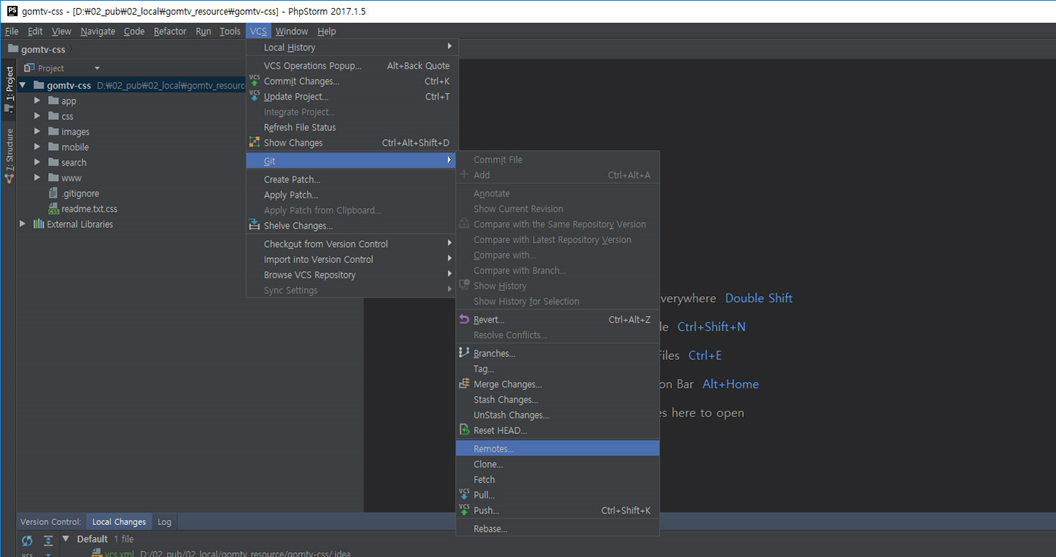 gomtv-css - [D:₩02_pub₩02_local₩gomtv_resource₩gomtv-css] - PhpStorm 2017.1.5
File Edit View Navigate Code Refactor Run Tools VCS Window Help
gomtv-css
1: Project
7: Structure
Project
gomtv-css D:₩02_pub₩02_local₩gomtv_resourc
app
css
images
mobile
search
www
.gitignore
readme.txt.css
External Libraries
Local History
VCS Operations Popup... Alt+Back Quote
Commit Changes... Ctrl+K
Update Project... Ctrl+T
Integrate Project...
Refresh File Status
Show Changes Ctrl+Alt+Shift+D
Git
Create Patch...
Apply Patch...
Apply Patch from Clipboard...
Shelve Changes...
Checkout from Version Control
Import into Version Control
Browse VCS Repository
Sync Settings
Commit File
Add Ctrl+Alt+A
Annotate
Show Current Revision
Compare with the Same Repository Version
Compare with Latest Repository Version
Compare with...
Compare with Branch...
Show History
Show History for Selection
Revert... Ctrl+Alt+Z
Resolve Conflicts...
Branches...
Tag...
Merge Changes...
Stash Changes...
UnStash Changes...
Reset HEAD...
Remotes...
Clone...
Fetch
Pull...
Push... Ctrl+Shift+K
Rebase...
verywhere Double Shift
le Ctrl+Shift+N
Files Ctrl+E
on Bar Alt+Home
es here to open
Version Control: Local Changes Log
Default 1 file
vcs.xml D:/02_pub/02_local/gomtv_resource/gomtv-css/.idea